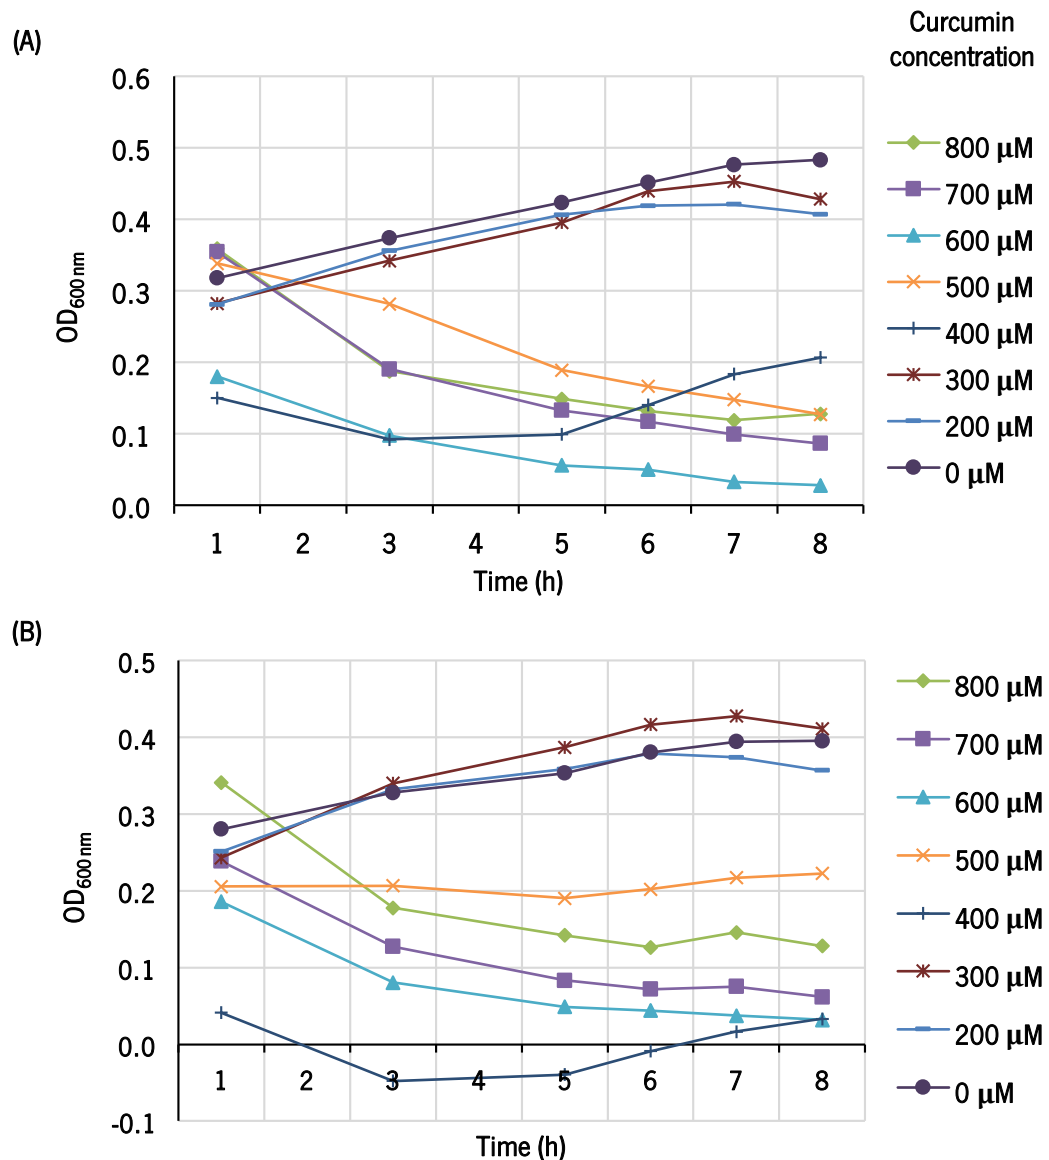 (A)
Curcumin
concentration
0.6
0.5
0.4
0.3
0.2
0.1
0.0
OD600 nm
1 2 3 4 5 6 7 8
Time (h)
800 µM
700 µM
600 µM
500 µM
400 µM
300 µM
200 µM
0 µM
(B)
0.5
0.4
0.3
0.2
0.1
0.0
-0.1
OD600 nm
1 2 3 4 5 6 7 8
Time (h)
800 µM
700 µM
600 µM
500 µM
400 µM
300 µM
200 µM
0 µM